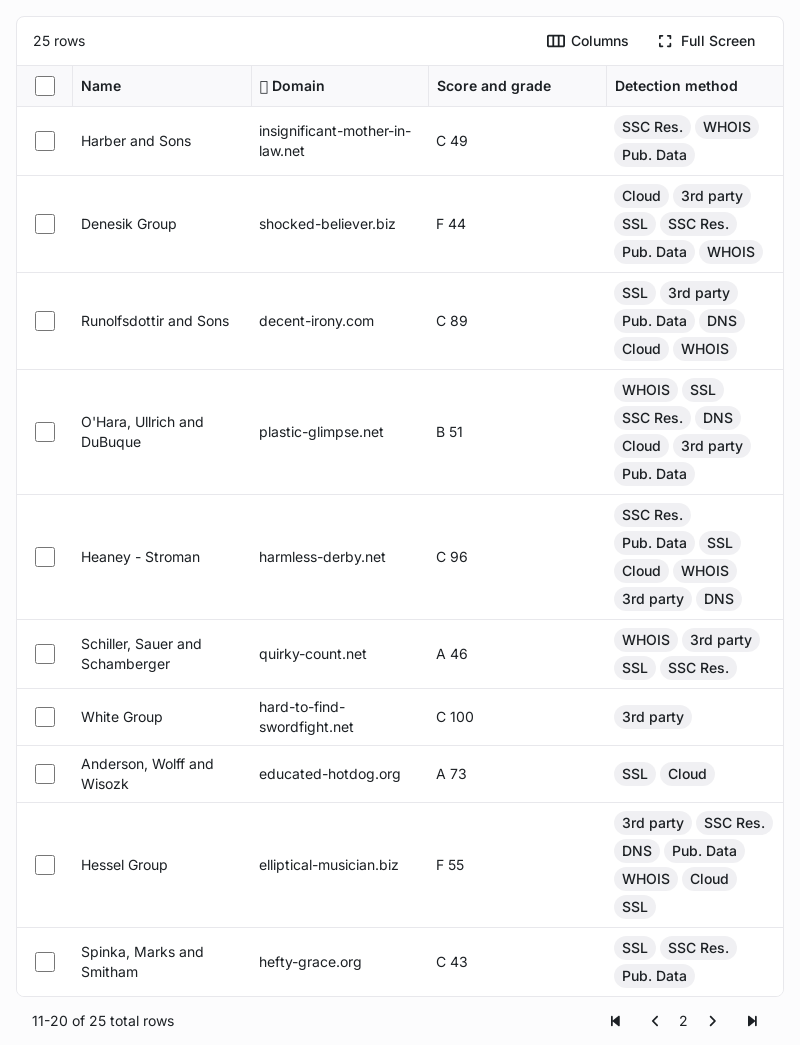 25 rows
Columns
Full Screen
Name
Domain
Score and grade
Detection method
Harber and Sons
insignificant-mother-in-
law.net
C 49
SSC Res. WHOIS
Pub. Data
Denesik Group
shocked-believer.biz
F 44
Cloud 3rd party
SSL SSC Res.
Pub. Data WHOIS
Runolfsdottir and Sons
decent-irony.com
C 89
SSL 3rd party
Pub. Data DNS
Cloud WHOIS
O'Hara, Ullrich and
DuBuque
plastic-glimpse.net
B 51
WHOIS SSL
SSC Res. DNS
Cloud 3rd party
Pub. Data
Heaney - Stroman
harmless-derby.net
C 96
SSC Res.
Pub. Data SSL
Cloud WHOIS
3rd party DNS
Schiller, Sauer and
Schamberger
quirky-count.net
A 46
WHOIS 3rd party
SSL SSC Res.
White Group
hard-to-find-
swordfight.net
C 100
3rd party
Anderson, Wolff and
Wisozk
educated-hotdog.org
A 73
SSL Cloud
Hessel Group
elliptical-musician.biz
F 55
3rd party SSC Res.
DNS Pub. Data
WHOIS Cloud
SSL
Spinka, Marks and
Smitham
hefty-grace.org
C 43
SSL SSC Res.
Pub. Data
11-20 of 25 total rows
2